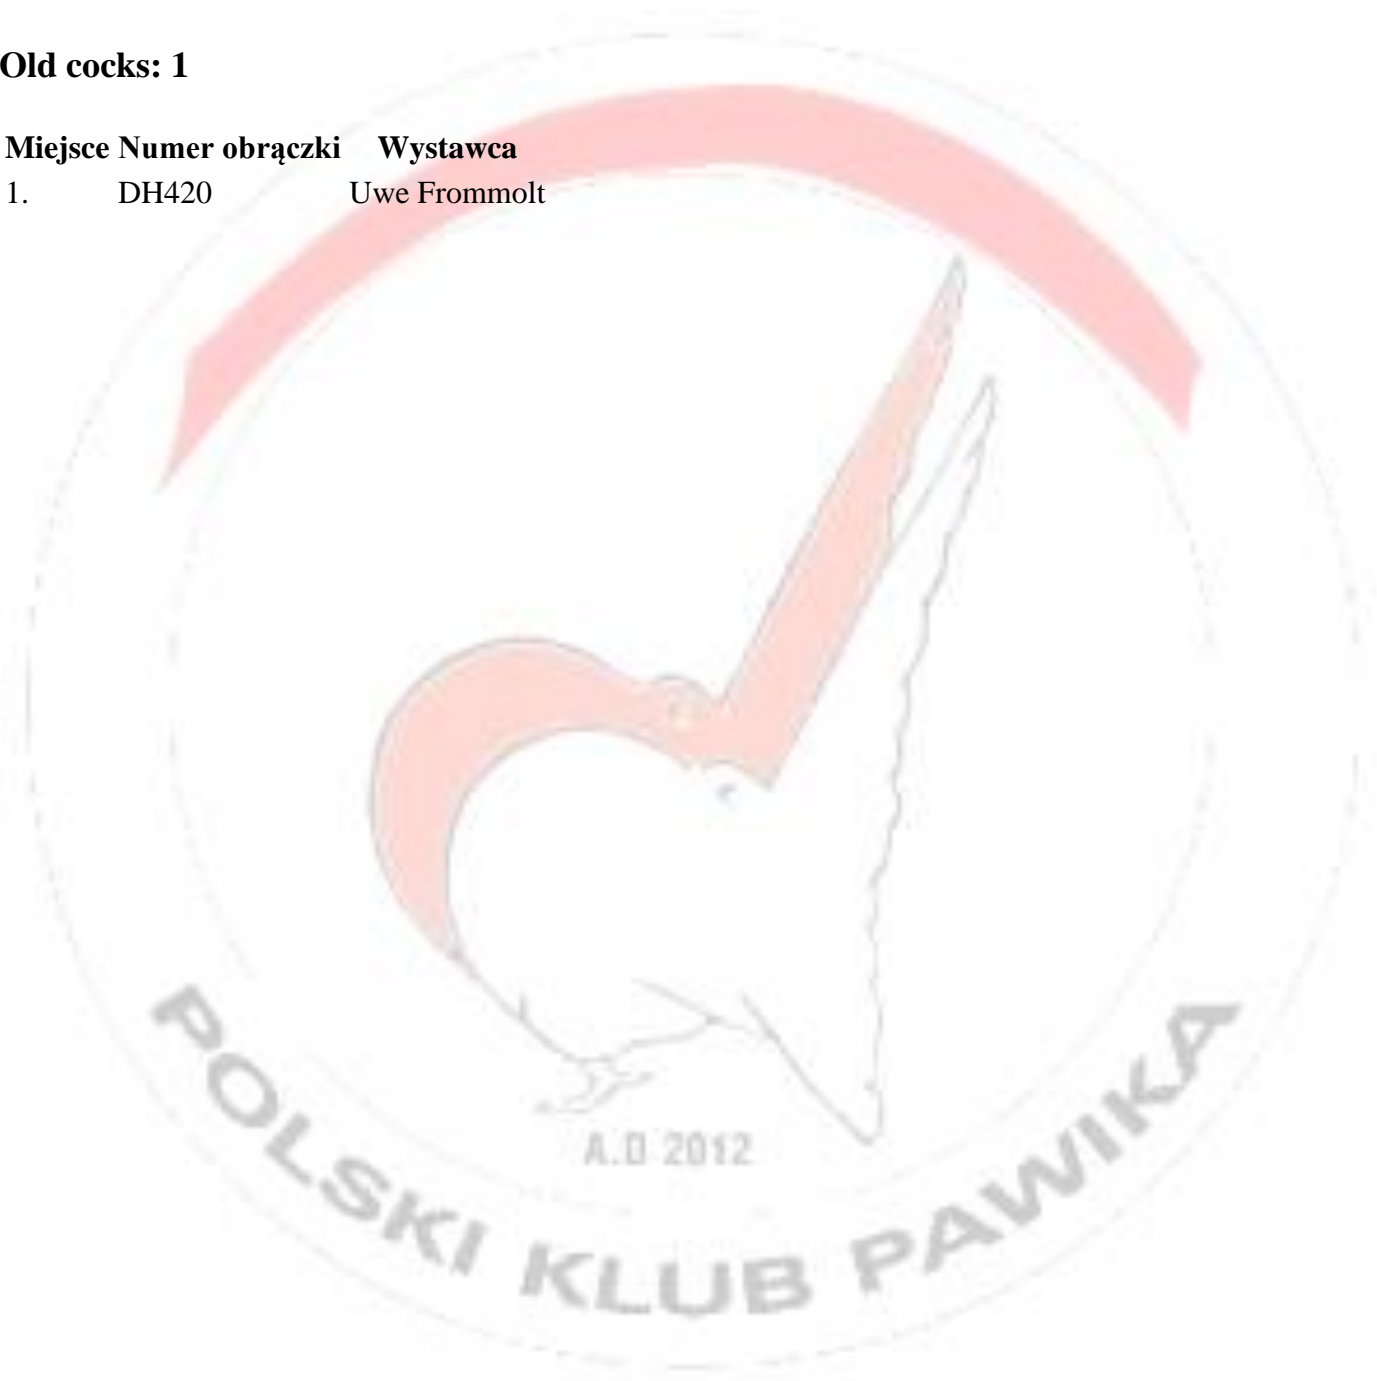 Old cocks: 1
Miejsce Numer obrączki Wystawca
1. DH420 Uwe Frommolt
A.D 2012
POLSKI KLUB PAWIKA